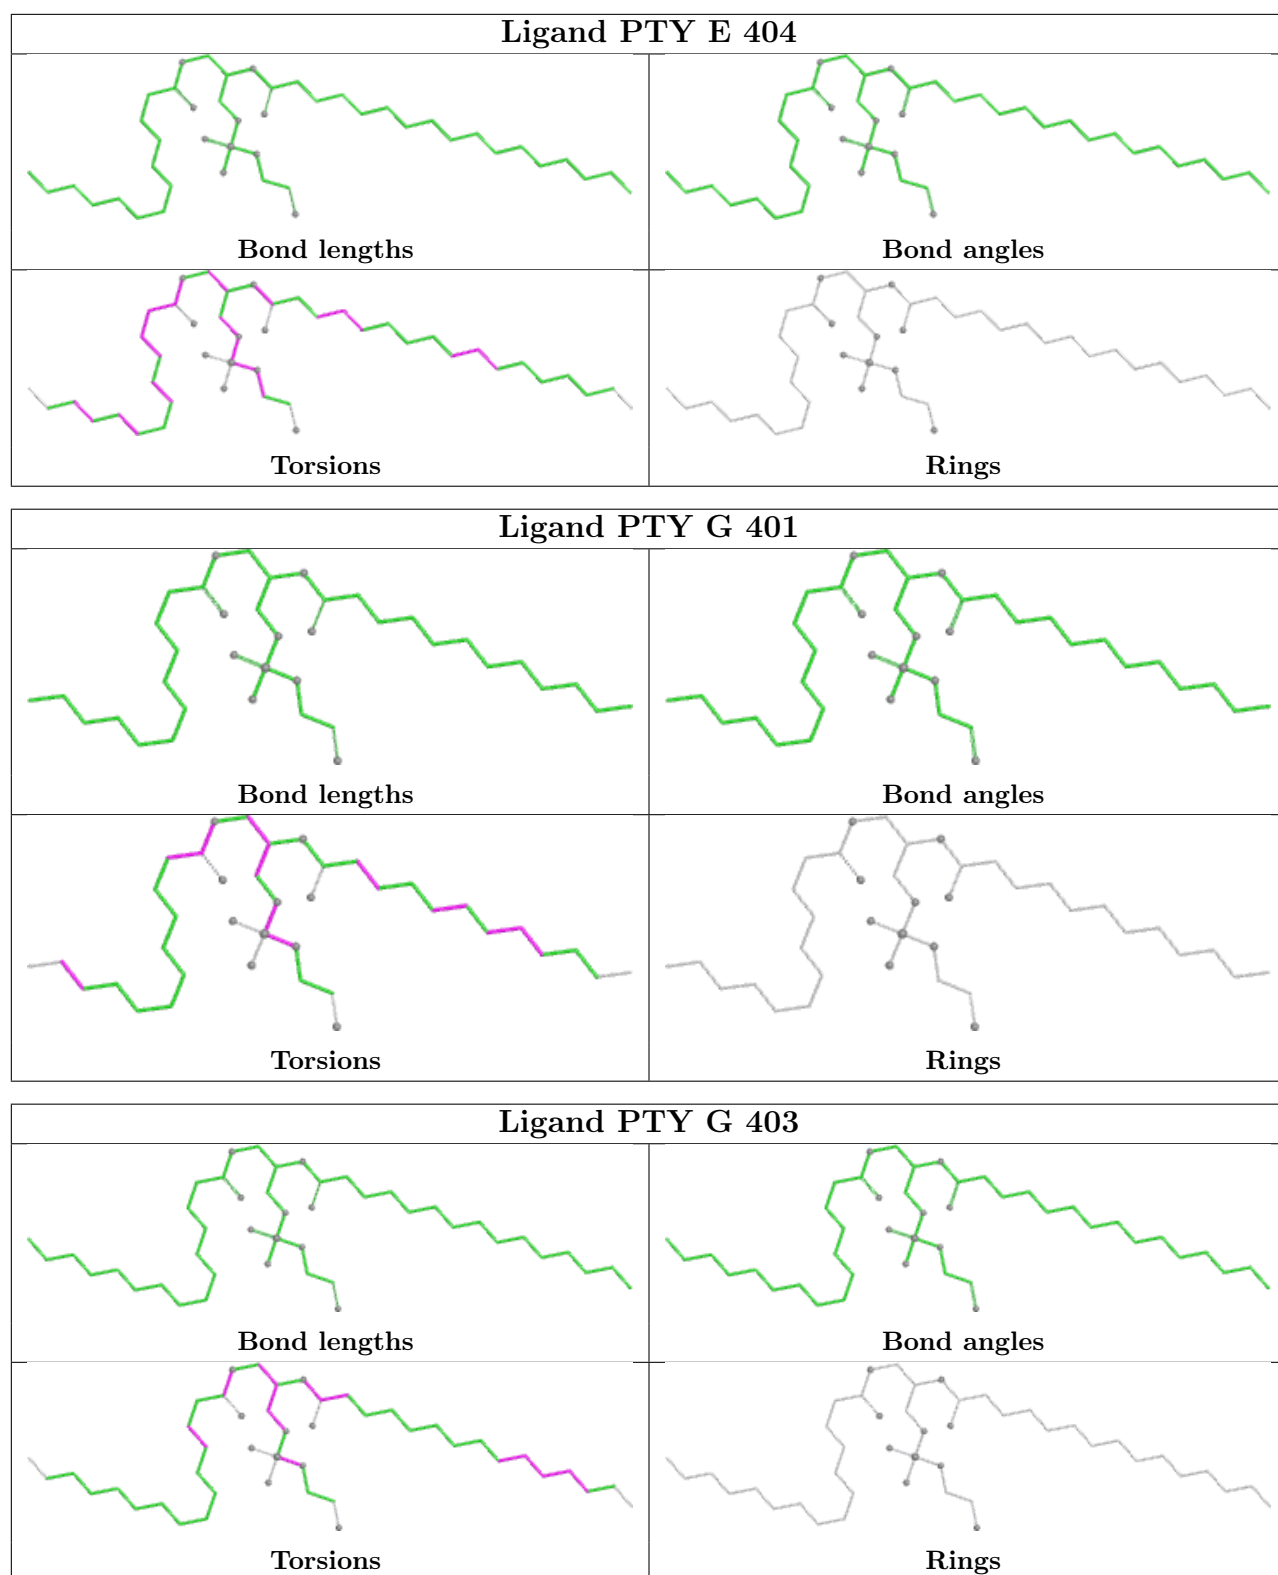 Ligand PTY E 404
Bond lengths
Bond angles
Torsions
Rings
Ligand PTY G 401
Bond lengths
Bond angles
Torsions
Rings
Ligand PTY G 403
Bond lengths
Bond angles
Torsions
Rings